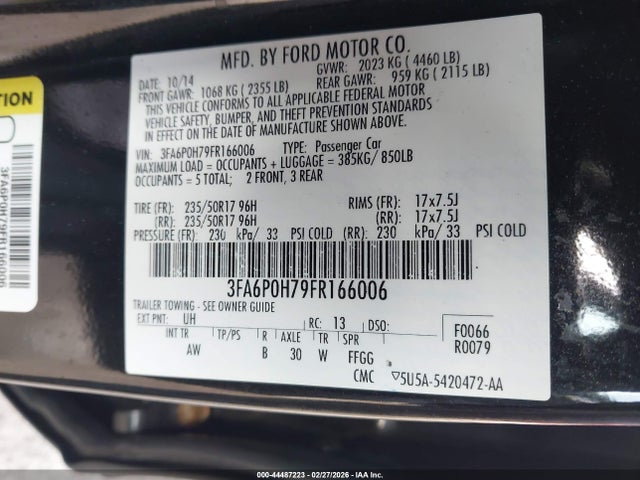 MFD. BY FORD MOTOR CO.
DATE: 10/14 GVWR: 2023 KG ( 4460 LB)
FRONT GAWR: 1068 KG ( 2355 LB) REAR GAWR: 959 KG ( 2115 LB)
THIS VEHICLE CONFORMS TO ALL APPLICABLE FEDERAL MOTOR
VEHICLE SAFETY, BUMPER, AND THEFT PREVENTION STANDARDS
IN EFFECT ON THE DATE OF MANUFACTURE SHOWN ABOVE.
VIN: 3FA6P0H79FR166006 TYPE: Passenger Car
MAXIMUM LOAD = OCCUPANTS + LUGGAGE = 385KG/ 850LB
OCCUPANTS = 5 TOTAL; 2 FRONT, 3 REAR
TIRE (FR): 235/50R17 96H RIMS (FR): 17x7.5J
(RR): 235/50R17 96H (RR): 17x7.5J
PRESSURE (FR): 230 kPa/ 33 PSI COLD (RR): 230 kPa/ 33 PSI COLD
3FA6P0H79FR166006
TRAILER TOWING - SEE OWNER GUIDE
EXT PNT: UH RC: 13 DSO: F0066
INT TR TP/PS R AXLE TR SPR R0079
AW B 30 W FFGG
CMC ▽5U5A-5420472-AA
TION
3FA6P0H79FR166006
000-44487223 - 02/27/2026 - IAA Inc.